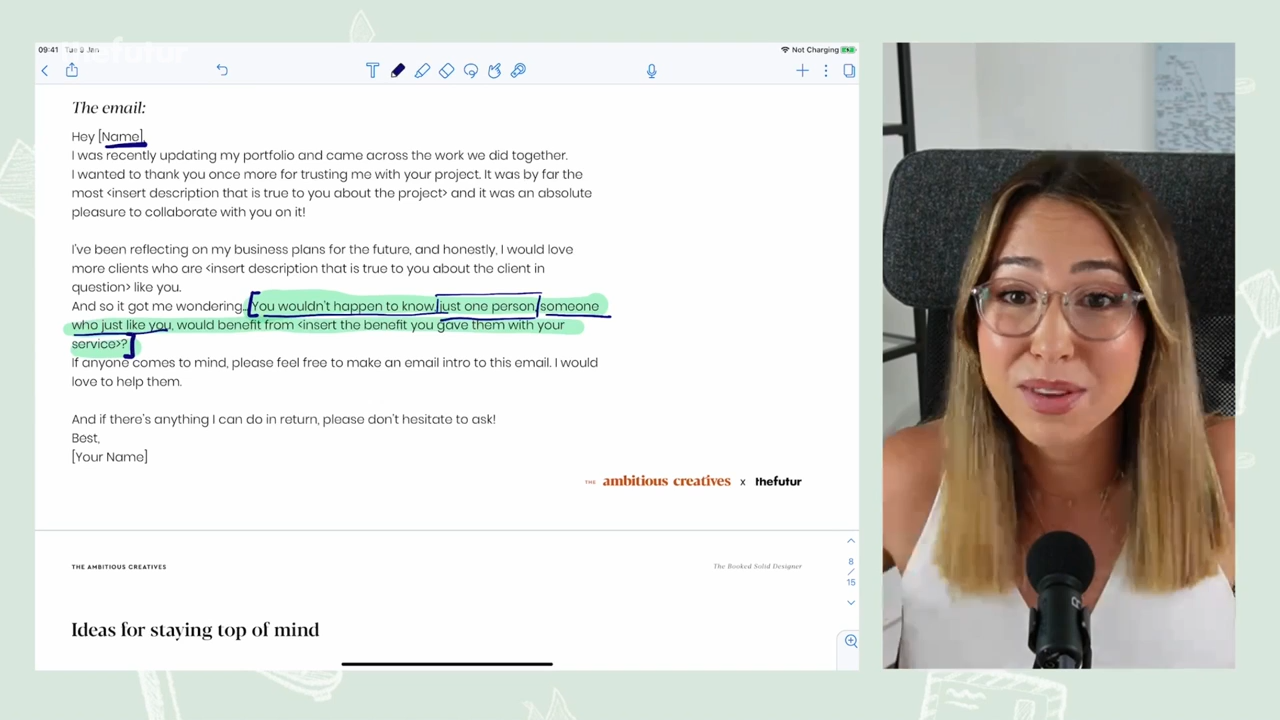 thefutur
09:41 Tue 9 Jan
Not Charging
The email:
Hey [Name],
I was recently updating my portfolio and came across the work we did together.
I wanted to thank you once more for trusting me with your project. It was by far the
most <insert description that is true to you about the project> and it was an absolute
pleasure to collaborate with you on it!
I've been reflecting on my business plans for the future, and honestly, I would love
more clients who are <insert description that is true to you about the client in
question> like you.
And so it got me wondering... You wouldn't happen to know, just one person, someone
who just like you, would benefit from <insert the benefit you gave them with your
service>?
If anyone comes to mind, please feel free to make an email intro to this email. I would
love to help them.
And if there's anything I can do in return, please don't hesitate to ask!
Best,
[Your Name]
THE ambitious creatives x thefutur
THE AMBITIOUS CREATIVES
The Booked Solid Designer
8
/
15
Ideas for staying top of mind